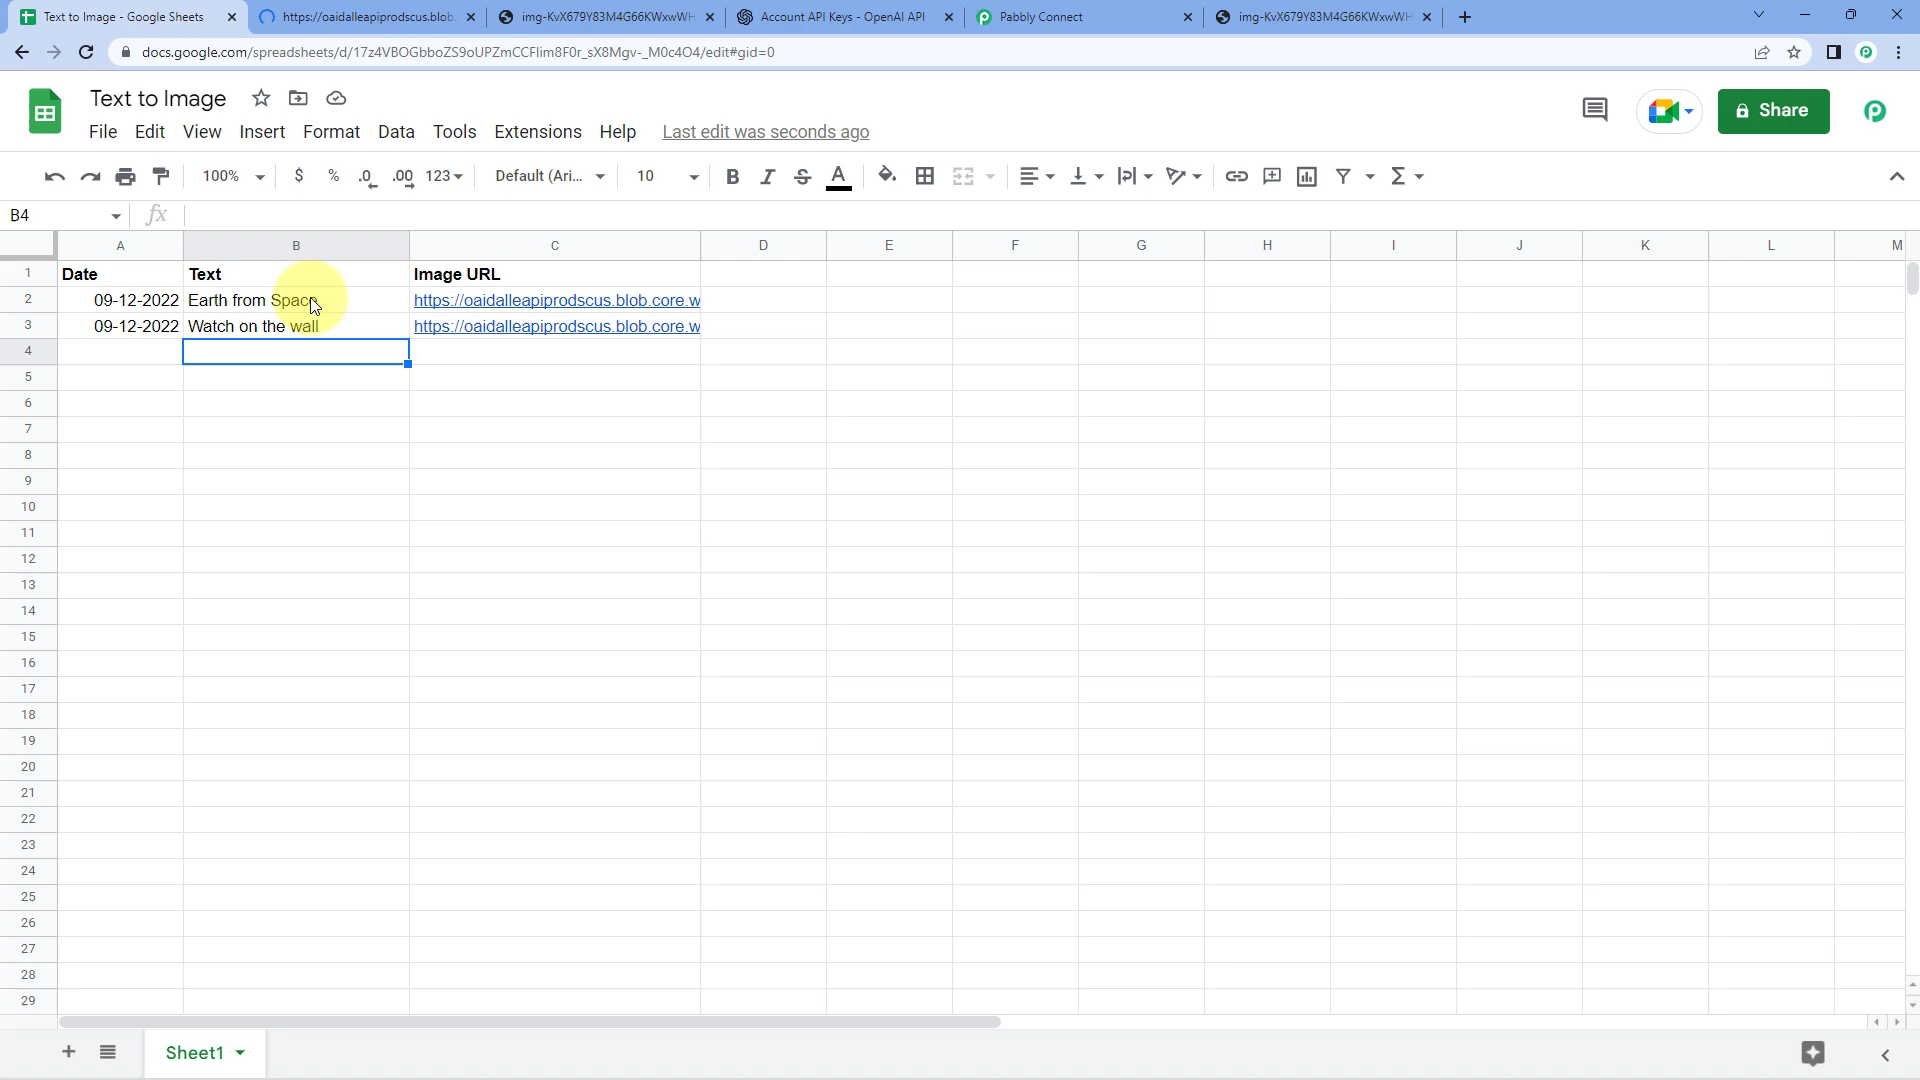 Text to Image - Google Sheets
https://oaidalleapiprodscus.blob.
img-KvX679Y83M4G66KWxwWH
Account API Keys - OpenAI API
Pabbly Connect
img-KvX679Y83M4G66KWxwWH
docs.google.com/spreadsheets/d/17z4VBOGbboZS9oUPZmCCFlim8F0r_sX8Mgv-_M0c4O4/edit#gid=0
Text to Image
File Edit View Insert Format Data Tools Extensions Help Last edit was seconds ago
Share
100% $ % .0 .00 123 Default (Ari... 10 B I S A
B4 fx
A B C D E F G H I J K L M
1 Date Text Image URL
2 09-12-2022 Earth from Space https://oaidalleapiprodscus.blob.core.w
3 09-12-2022 Watch on the wall https://oaidalleapiprodscus.blob.core.w
4
5
6
7
8
9
10
11
12
13
14
15
16
17
18
19
20
21
22
23
24
25
26
27
28
29
Sheet1